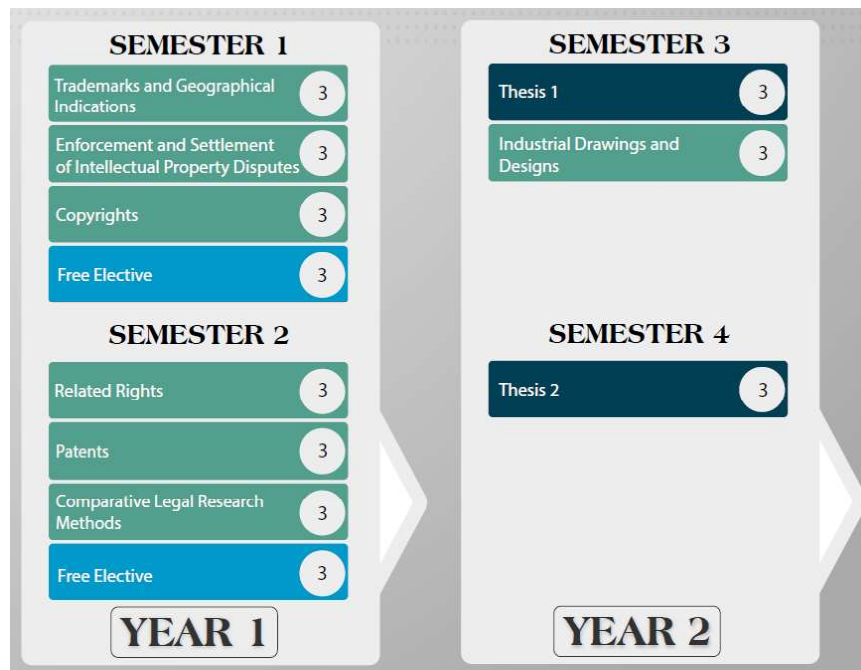 SEMESTER 1
Trademarks and Geographical
Indications
3
Enforcement and Settlement
of Intellectual Property Disputes
3
Copyrights
3
Free Elective
3
SEMESTER 2
Related Rights
3
Patents
3
Comparative Legal Research
Methods
3
Free Elective
3
YEAR 1
SEMESTER 3
Thesis 1
3
Industrial Drawings and
Designs
3
SEMESTER 4
Thesis 2
3
YEAR 2